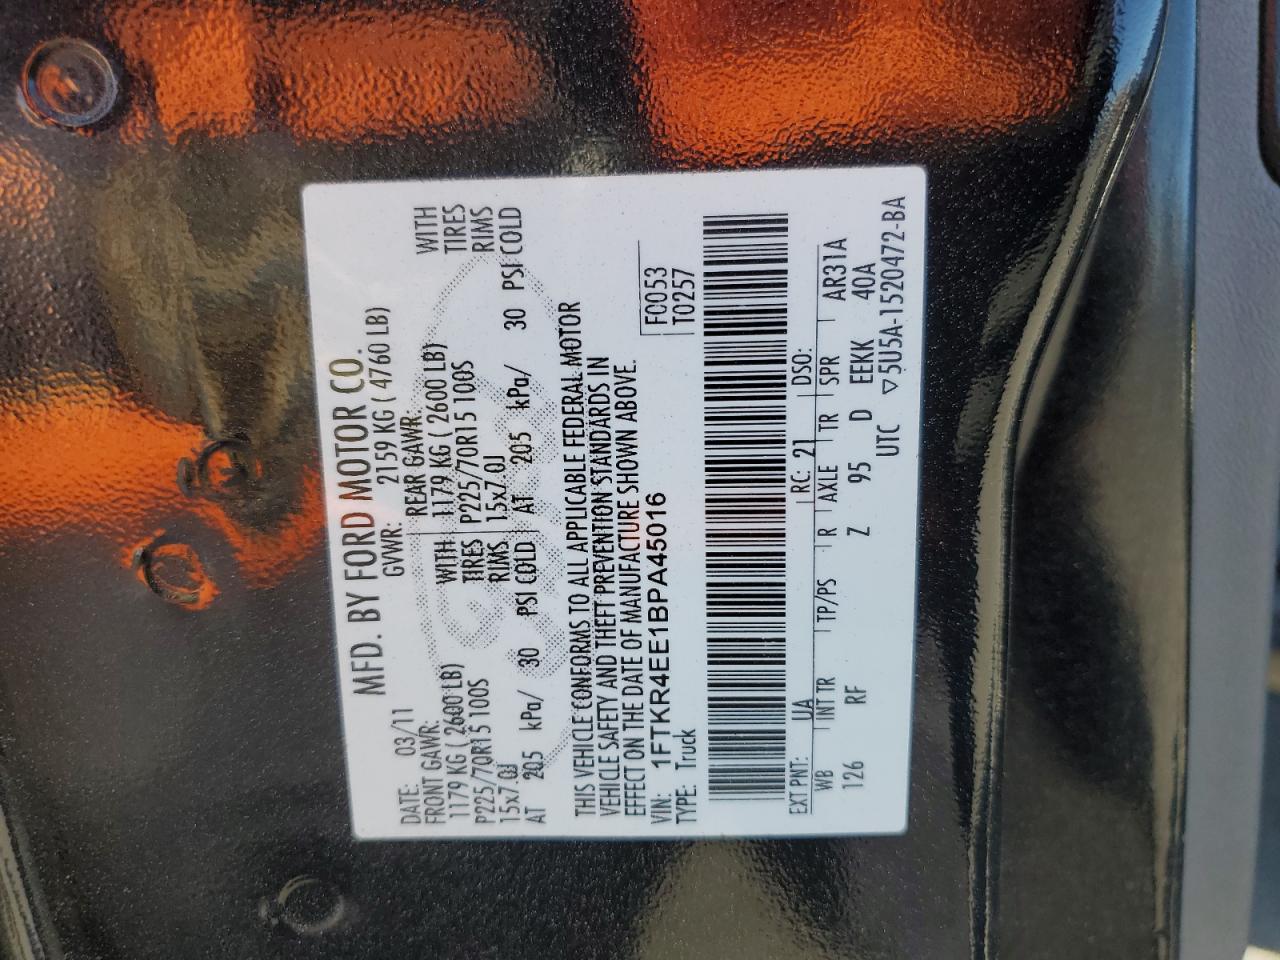 MFD. BY FORD MOTOR CO.
DATE: 03/11 GVWR: 2159 KG ( 4760 LB)
FRONT GAWR: REAR GAWR:
1179 KG ( 2600 LB) WITH 1179 KG ( 2600 LB) WITH
P225/70R15 100S TIRES P225/70R15 100S TIRES
15x7.0J RIMS 15x7.0J RIMS
AT 205 kPa/ 30 PSI COLD AT 205 kPa/ 30 PSI COLD
THIS VEHICLE CONFORMS TO ALL APPLICABLE FEDERAL MOTOR
VEHICLE SAFETY AND THEFT PREVENTION STANDARDS IN
EFFECT ON THE DATE OF MANUFACTURE SHOWN ABOVE.
VIN: 1FTKR4EE1BPA45016 F0053
TYPE: Truck T0257
EXT PNT: UA RC: 21 DSO:
WB INT TR TP/PS R AXLE TR SPR AR31A
126 RF Z 95 D EEKK 40A
UTC ▽5U5A-1520472-BA